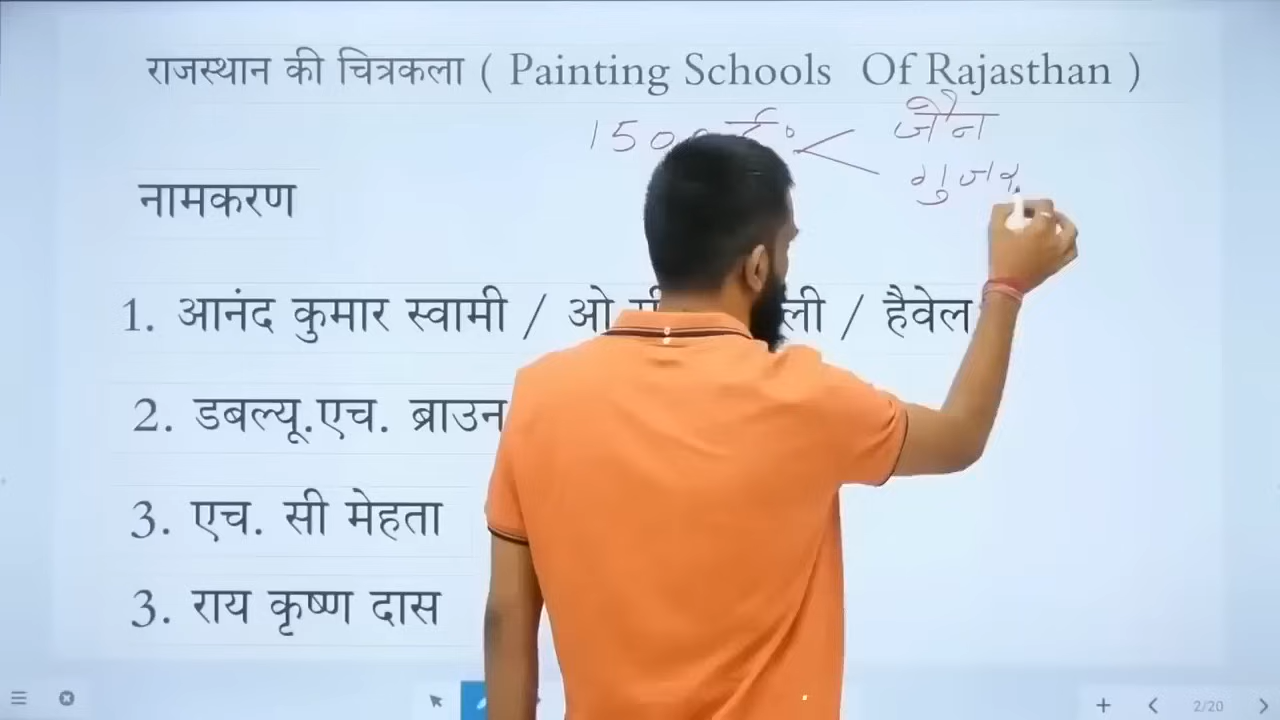 राजस्थान की चित्रकला ( Painting Schools Of Rajasthan )
जैन
नामकरण
1. आनंद कुमार स्वामी / ओ / हैवेल
2. डबल्यू.एच. ब्राउन
3. एच. सी मेहता
3. राय कृष्ण दास
2/20